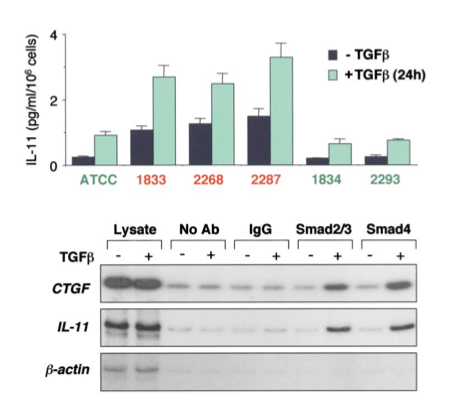 4
2
0
IL-11 (pg/ml/10⁶ cells)
- TGFβ
+ TGFβ (24h)
ATCC 1833 2268 2287 1834 2293
Lysate No Ab IgG Smad2/3 Smad4
TGFβ - + - + - + - + - +
CTGF
IL-11
β-actin